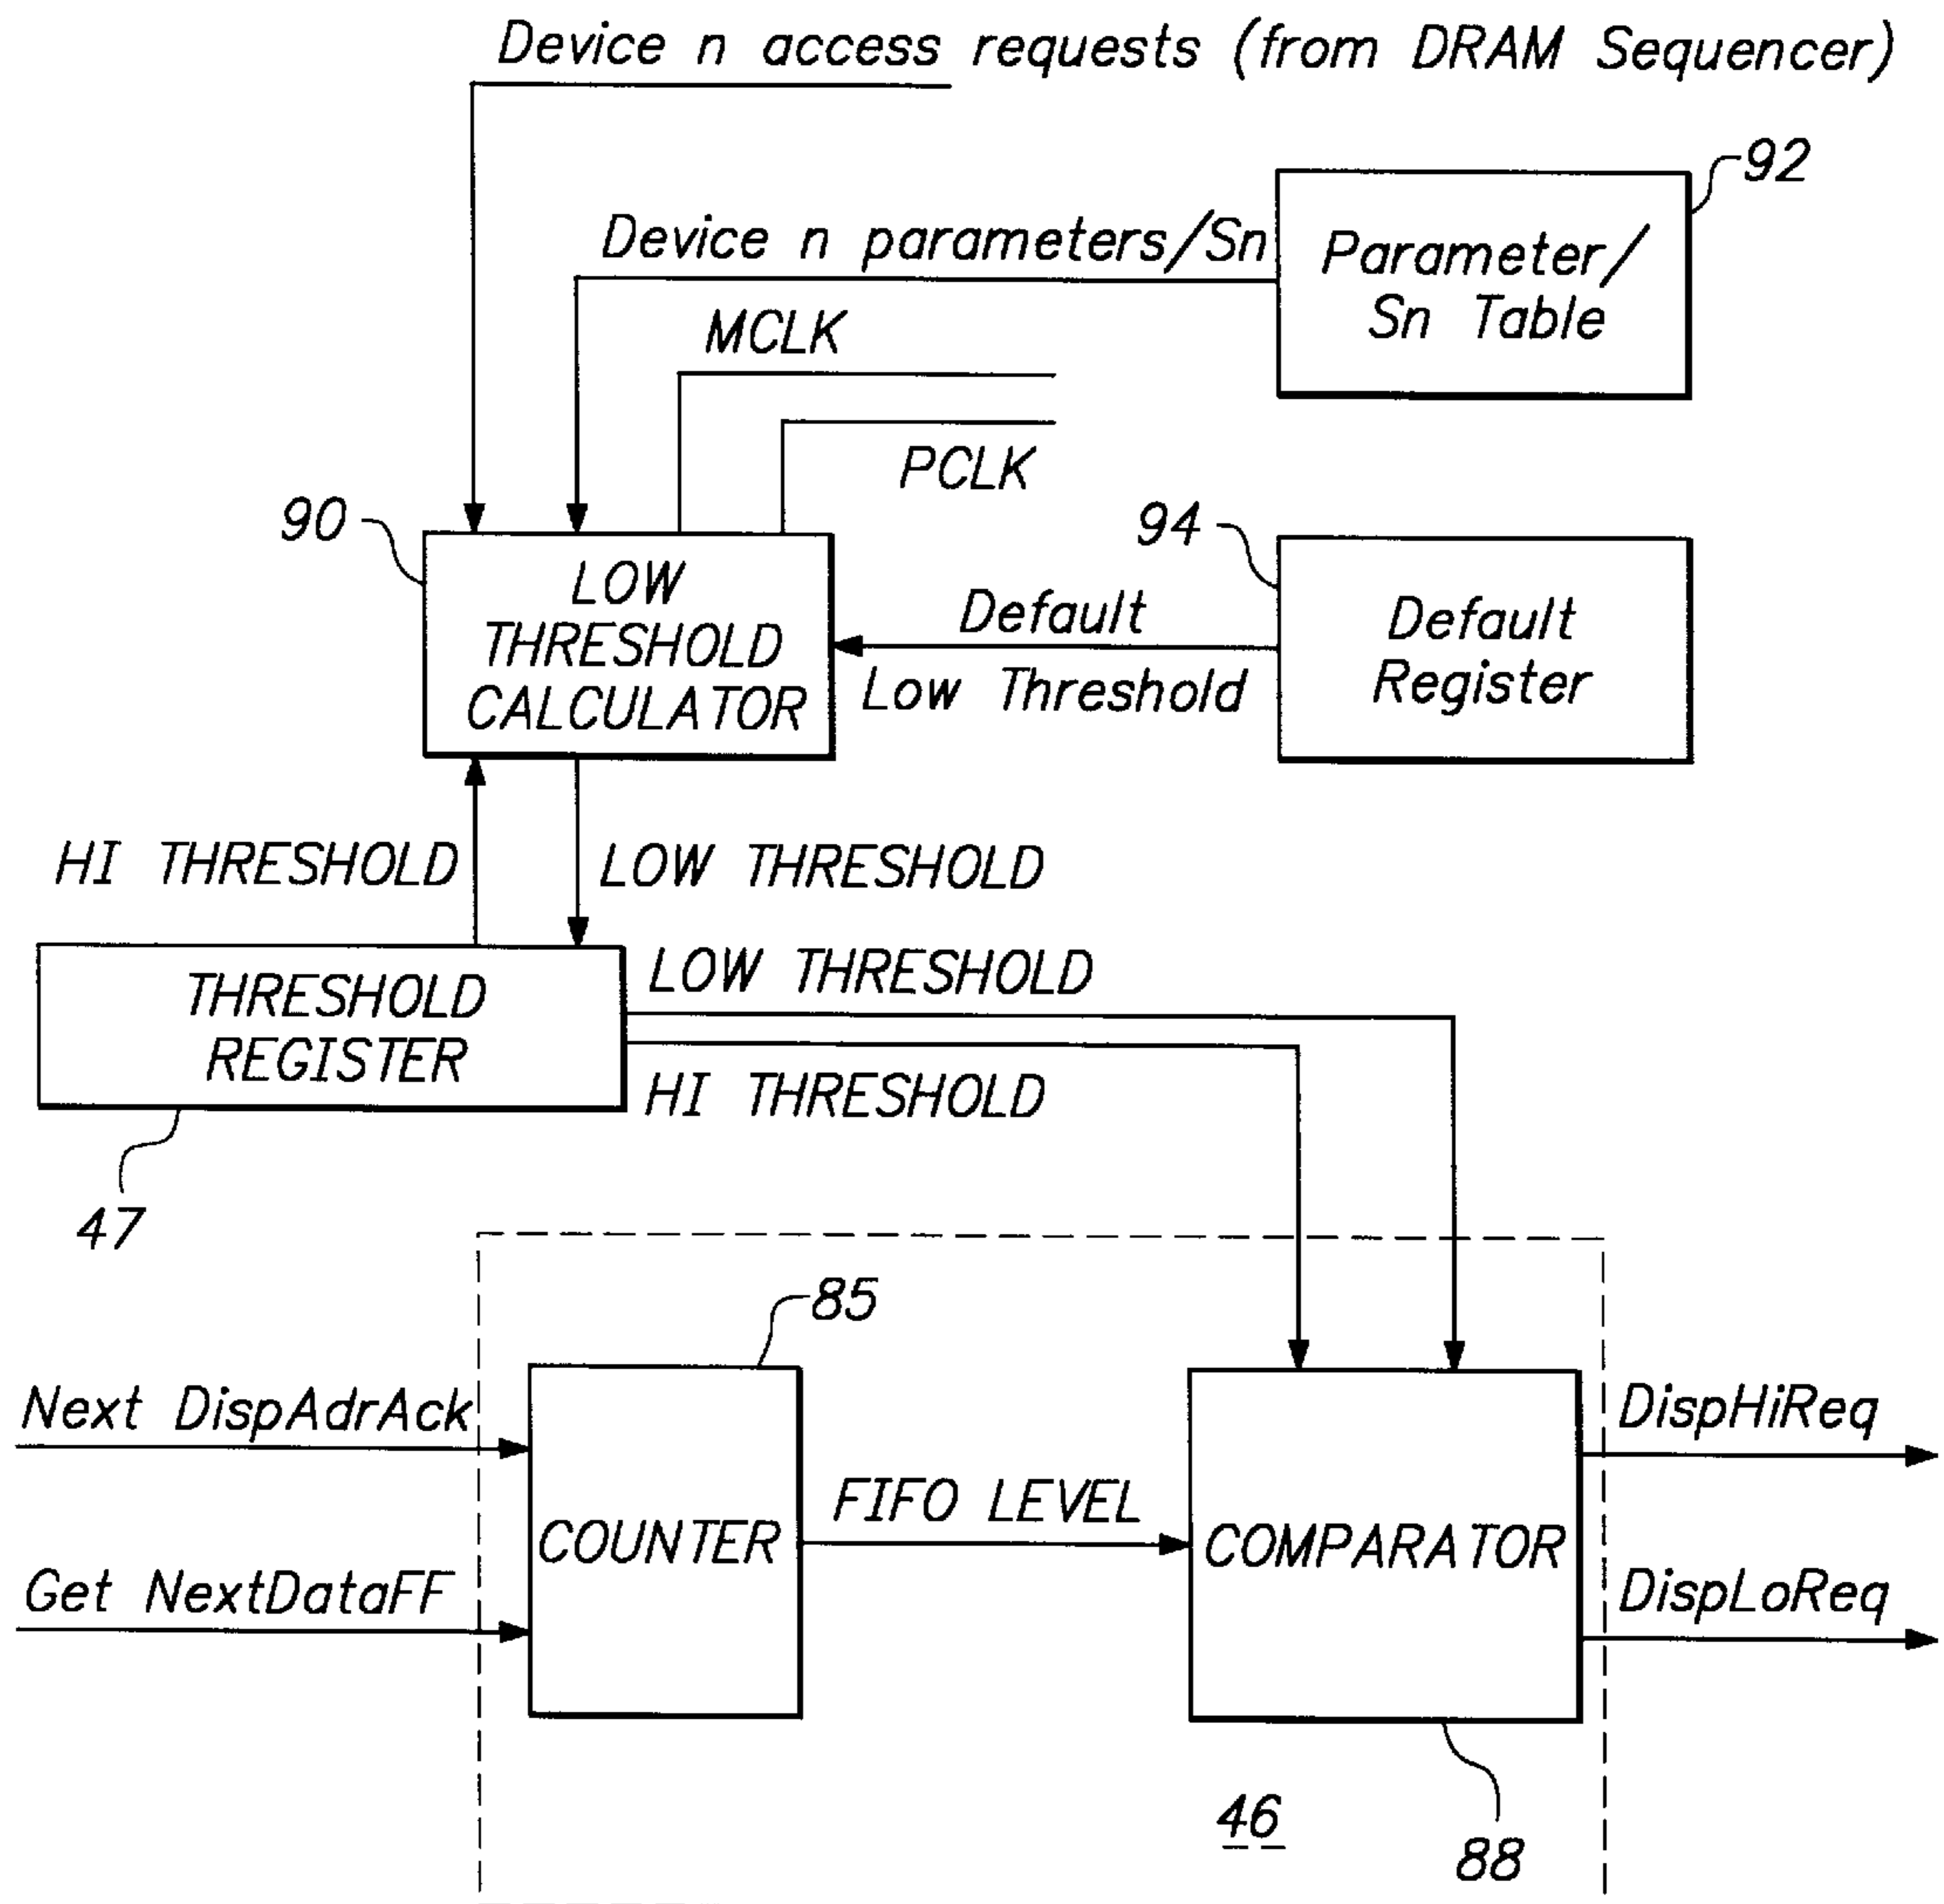 Device n access requests (from DRAM Sequencer)
92
Device n parameters/Sn
Parameter/
Sn Table
MCLK
PCLK
90
94
LOW
THRESHOLD
CALCULATOR
Default
Low Threshold
Default
Register
HI THRESHOLD
LOW THRESHOLD
THRESHOLD
REGISTER
LOW THRESHOLD
HI THRESHOLD
47
85
Next DispAdrAck
Get NextDataFF
COUNTER
FIFO LEVEL
COMPARATOR
DispHiReq
DispLoReq
46
88